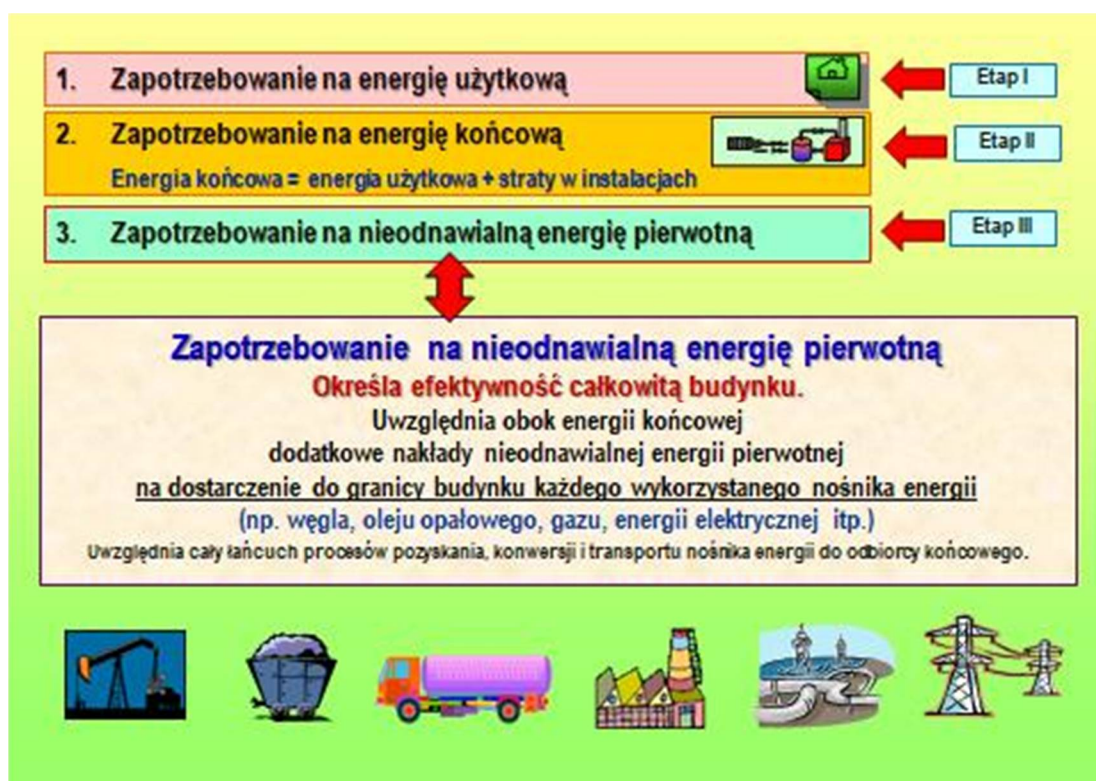 1. Zapotrzebowanie na energię użytkową
Etap I
2. Zapotrzebowanie na energię końcową
Etap II
Energia końcowa = energia użytkowa + straty w instalacjach
3. Zapotrzebowanie na nieodnawialną energię pierwotną
Etap III
Zapotrzebowanie na nieodnawialną energię pierwotną
Określa efektywność całkowitą budynku.
Uwzględnia obok energii końcowej
dodatkowe nakłady nieodnawialnej energii pierwotnej
na dostarczenie do granicy budynku każdego wykorzystanego nośnika energii
(np. węgla, oleju opałowego, gazu, energii elektrycznej itp.)
Uwzględnia cały łańcuch procesów pozyskania, konwersji i transportu nośnika energii do odbiorcy końcowego.